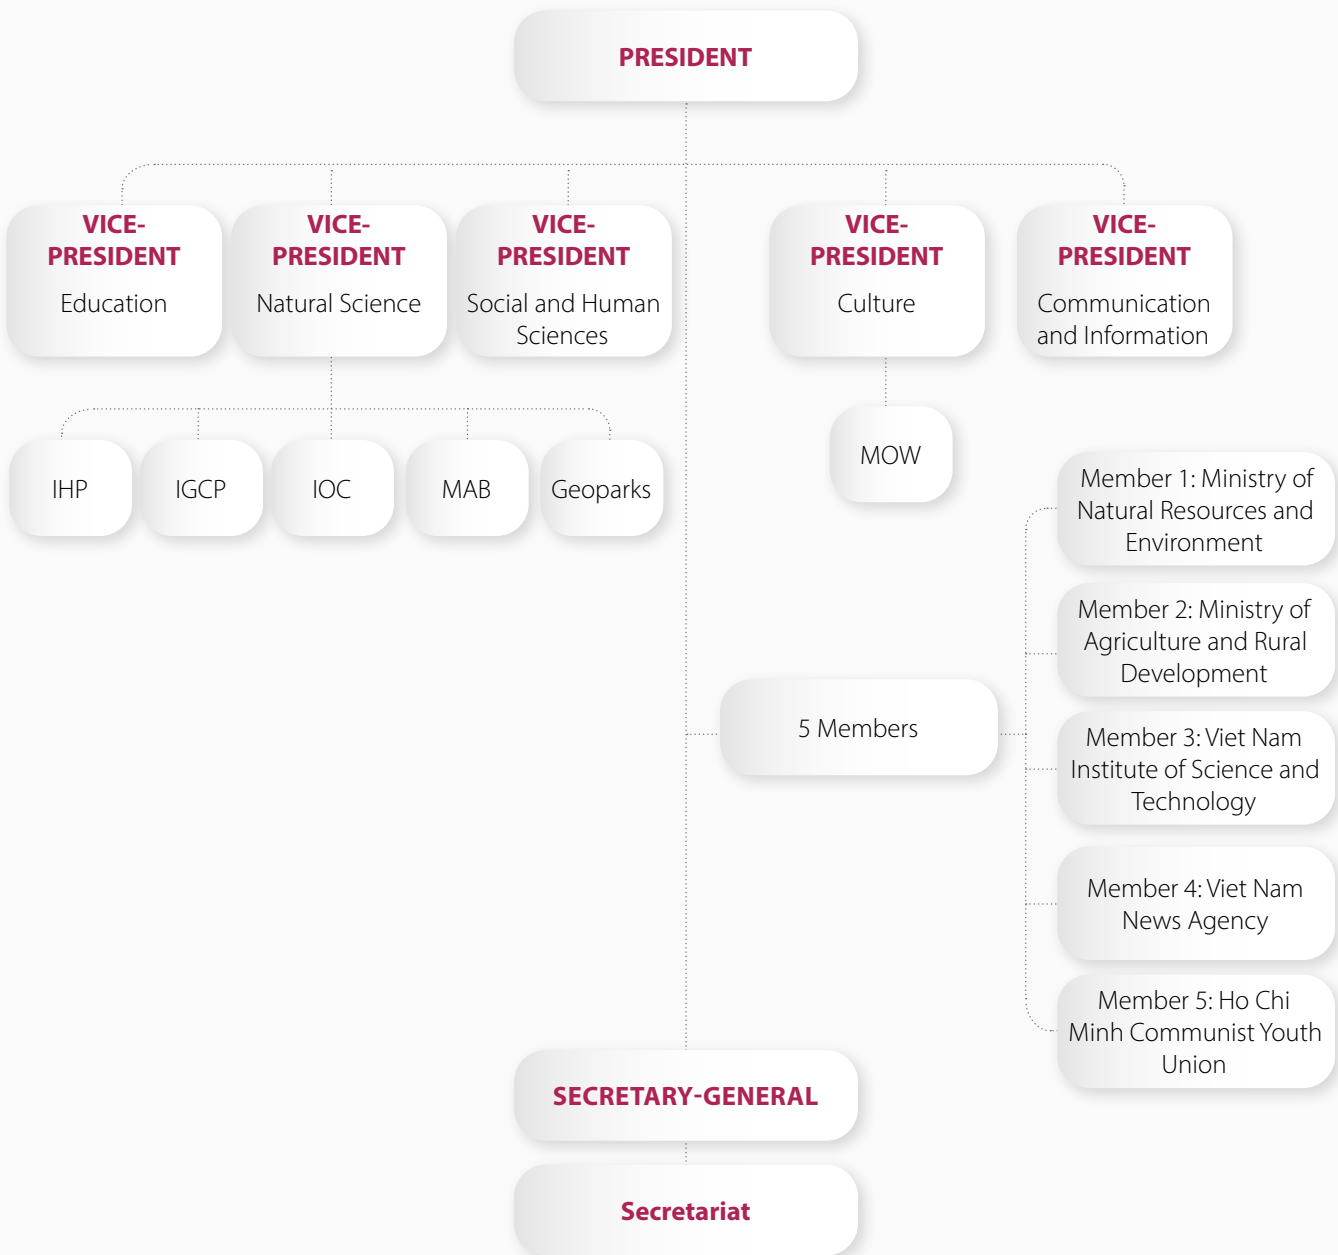 PRESIDENT
VICE-
PRESIDENT
Education
VICE-
PRESIDENT
Natural Science
VICE-
PRESIDENT
Social and Human
Sciences
VICE-
PRESIDENT
Culture
VICE-
PRESIDENT
Communication
and Information
IHP
IGCP
IOC
MAB
Geoparks
MOW
5 Members
Member 1: Ministry of
Natural Resources and
Environment
Member 2: Ministry of
Agriculture and Rural
Development
Member 3: Viet Nam
Institute of Science and
Technology
Member 4: Viet Nam
News Agency
Member 5: Ho Chi
Minh Communist Youth
Union
SECRETARY-GENERAL
Secretariat